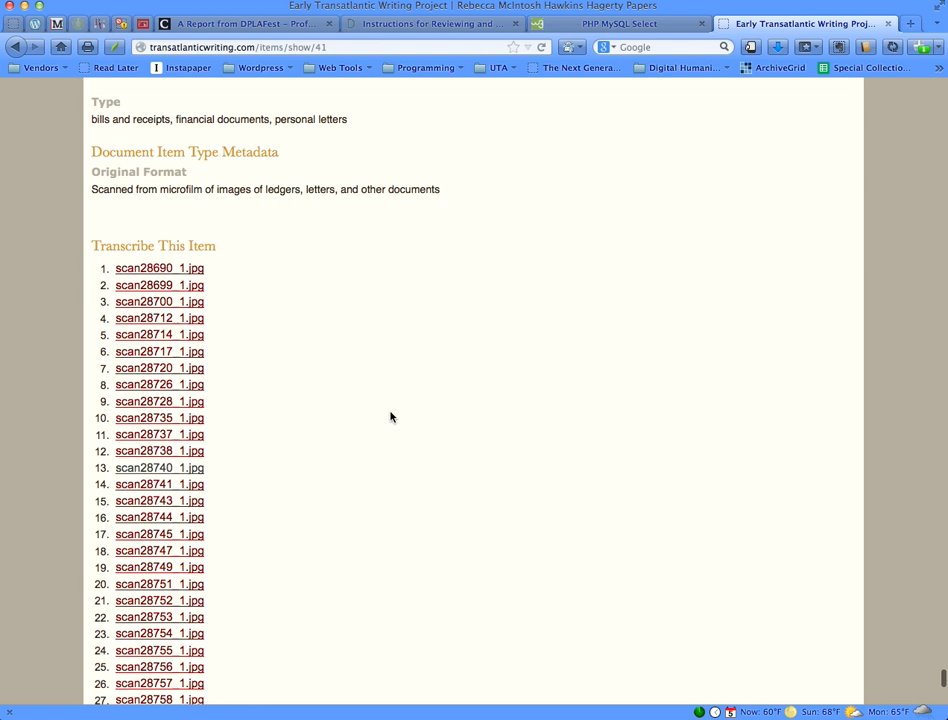 Early Transatlantic Writing Project | Rebecca McIntosh Hawkins Hagerty Papers
A Report from DPLAFest – Prof...
Instructions for Reviewing and ...
PHP MySQL Select
Early Transatlantic Writing Proj...
transatlanticwriting.com/items/show/41
Google
Vendors
Read Later
Instapaper
Wordpress
Web Tools
Programming
UTA
The Next Genera...
Digital Humani...
ArchiveGrid
Special Collectio...
Type
bills and receipts, financial documents, personal letters
Document Item Type Metadata
Original Format
Scanned from microfilm of images of ledgers, letters, and other documents
Transcribe This Item
1. scan28690_1.jpg
2. scan28699_1.jpg
3. scan28700_1.jpg
4. scan28712_1.jpg
5. scan28714_1.jpg
6. scan28717_1.jpg
7. scan28720_1.jpg
8. scan28726_1.jpg
9. scan28728_1.jpg
10. scan28735_1.jpg
11. scan28737_1.jpg
12. scan28738_1.jpg
13. scan28740_1.jpg
14. scan28741_1.jpg
15. scan28743_1.jpg
16. scan28744_1.jpg
17. scan28745_1.jpg
18. scan28747_1.jpg
19. scan28749_1.jpg
20. scan28751_1.jpg
21. scan28752_1.jpg
22. scan28753_1.jpg
23. scan28754_1.jpg
24. scan28755_1.jpg
25. scan28756_1.jpg
26. scan28757_1.jpg
27. scan28758_1.jpg
Now: 60°F Sun: 68°F Mon: 65°F